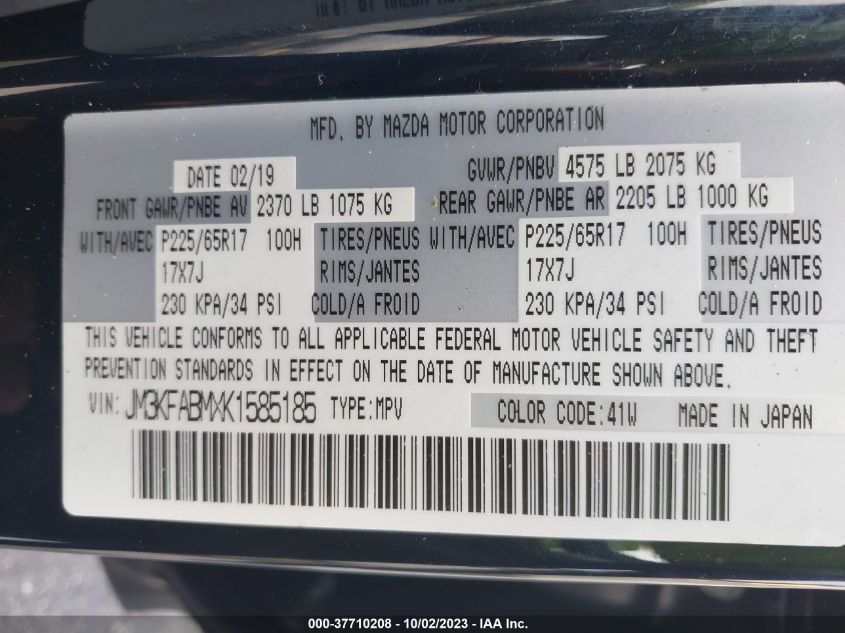 MFD. BY MAZDA MOTOR CORPORATION
DATE 02/19 GVWR/PNBV 4575 LB 2075 KG
FRONT GAWR/PNBE AV 2370 LB 1075 KG REAR GAWR/PNBE AR 2205 LB 1000 KG
WITH/AVEC P225/65R17 100H TIRES/PNEUS WITH/AVEC P225/65R17 100H TIRES/PNEUS
17X7J RIMS/JANTES 17X7J RIMS/JANTES
230 KPA/34 PSI COLD/A FROID 230 KPA/34 PSI COLD/A FROID
THIS VEHICLE CONFORMS TO ALL APPLICABLE FEDERAL MOTOR VEHICLE SAFETY AND THEFT
PREVENTION STANDARDS IN EFFECT ON THE DATE OF MANUFACTURE SHOWN ABOVE.
VIN: JM3KFABMXK1585185 TYPE:MPV COLOR CODE:41W MADE IN JAPAN
000-37710208 - 10/02/2023 - IAA Inc.